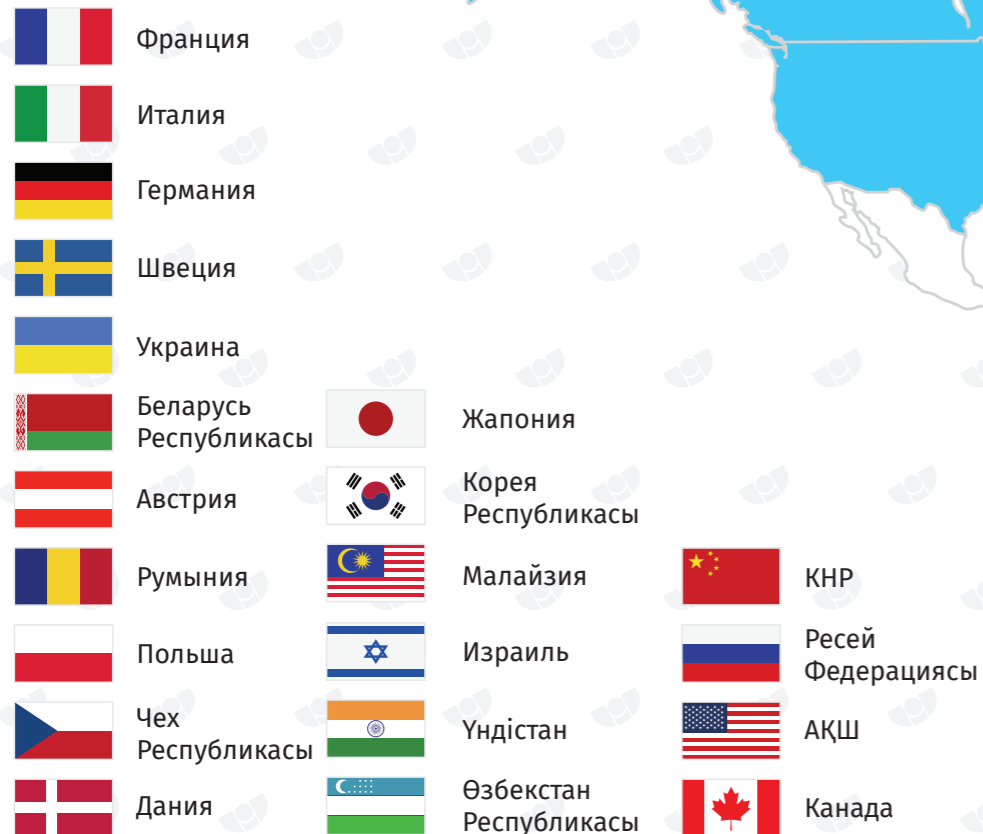 Франция
Италия
Германия
Швеция
Украина
Беларусь
Республикасы
Австрия
Румыния
Польша
Чех
Республикасы
Дания
Жапония
Корея
Республикасы
Малайзия
Израиль
Үндістан
Өзбекстан
Республикасы
КНР
Ресей
Федерациясы
АҚШ
Канада